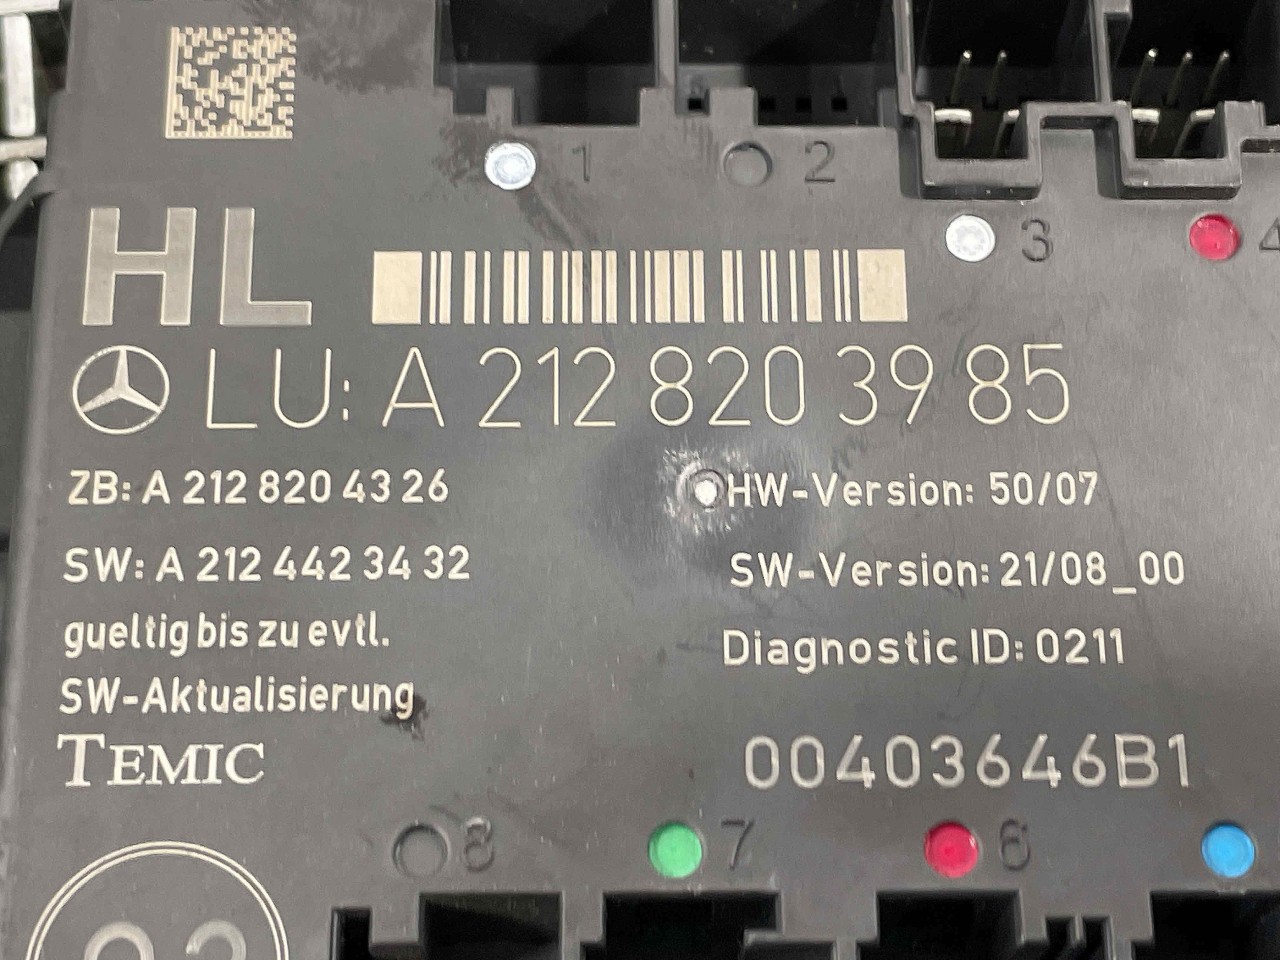 1 2
3 4
HL
LU: A 212 820 39 85
ZB: A 212 820 43 26
HW-Version: 50/07
SW: A 212 442 34 32
SW-Version: 21/08_00
gueltig bis zu evtl.
Diagnostic ID: 0211
SW-Aktualisierung
TEMIC
00403646B1
8 7 6